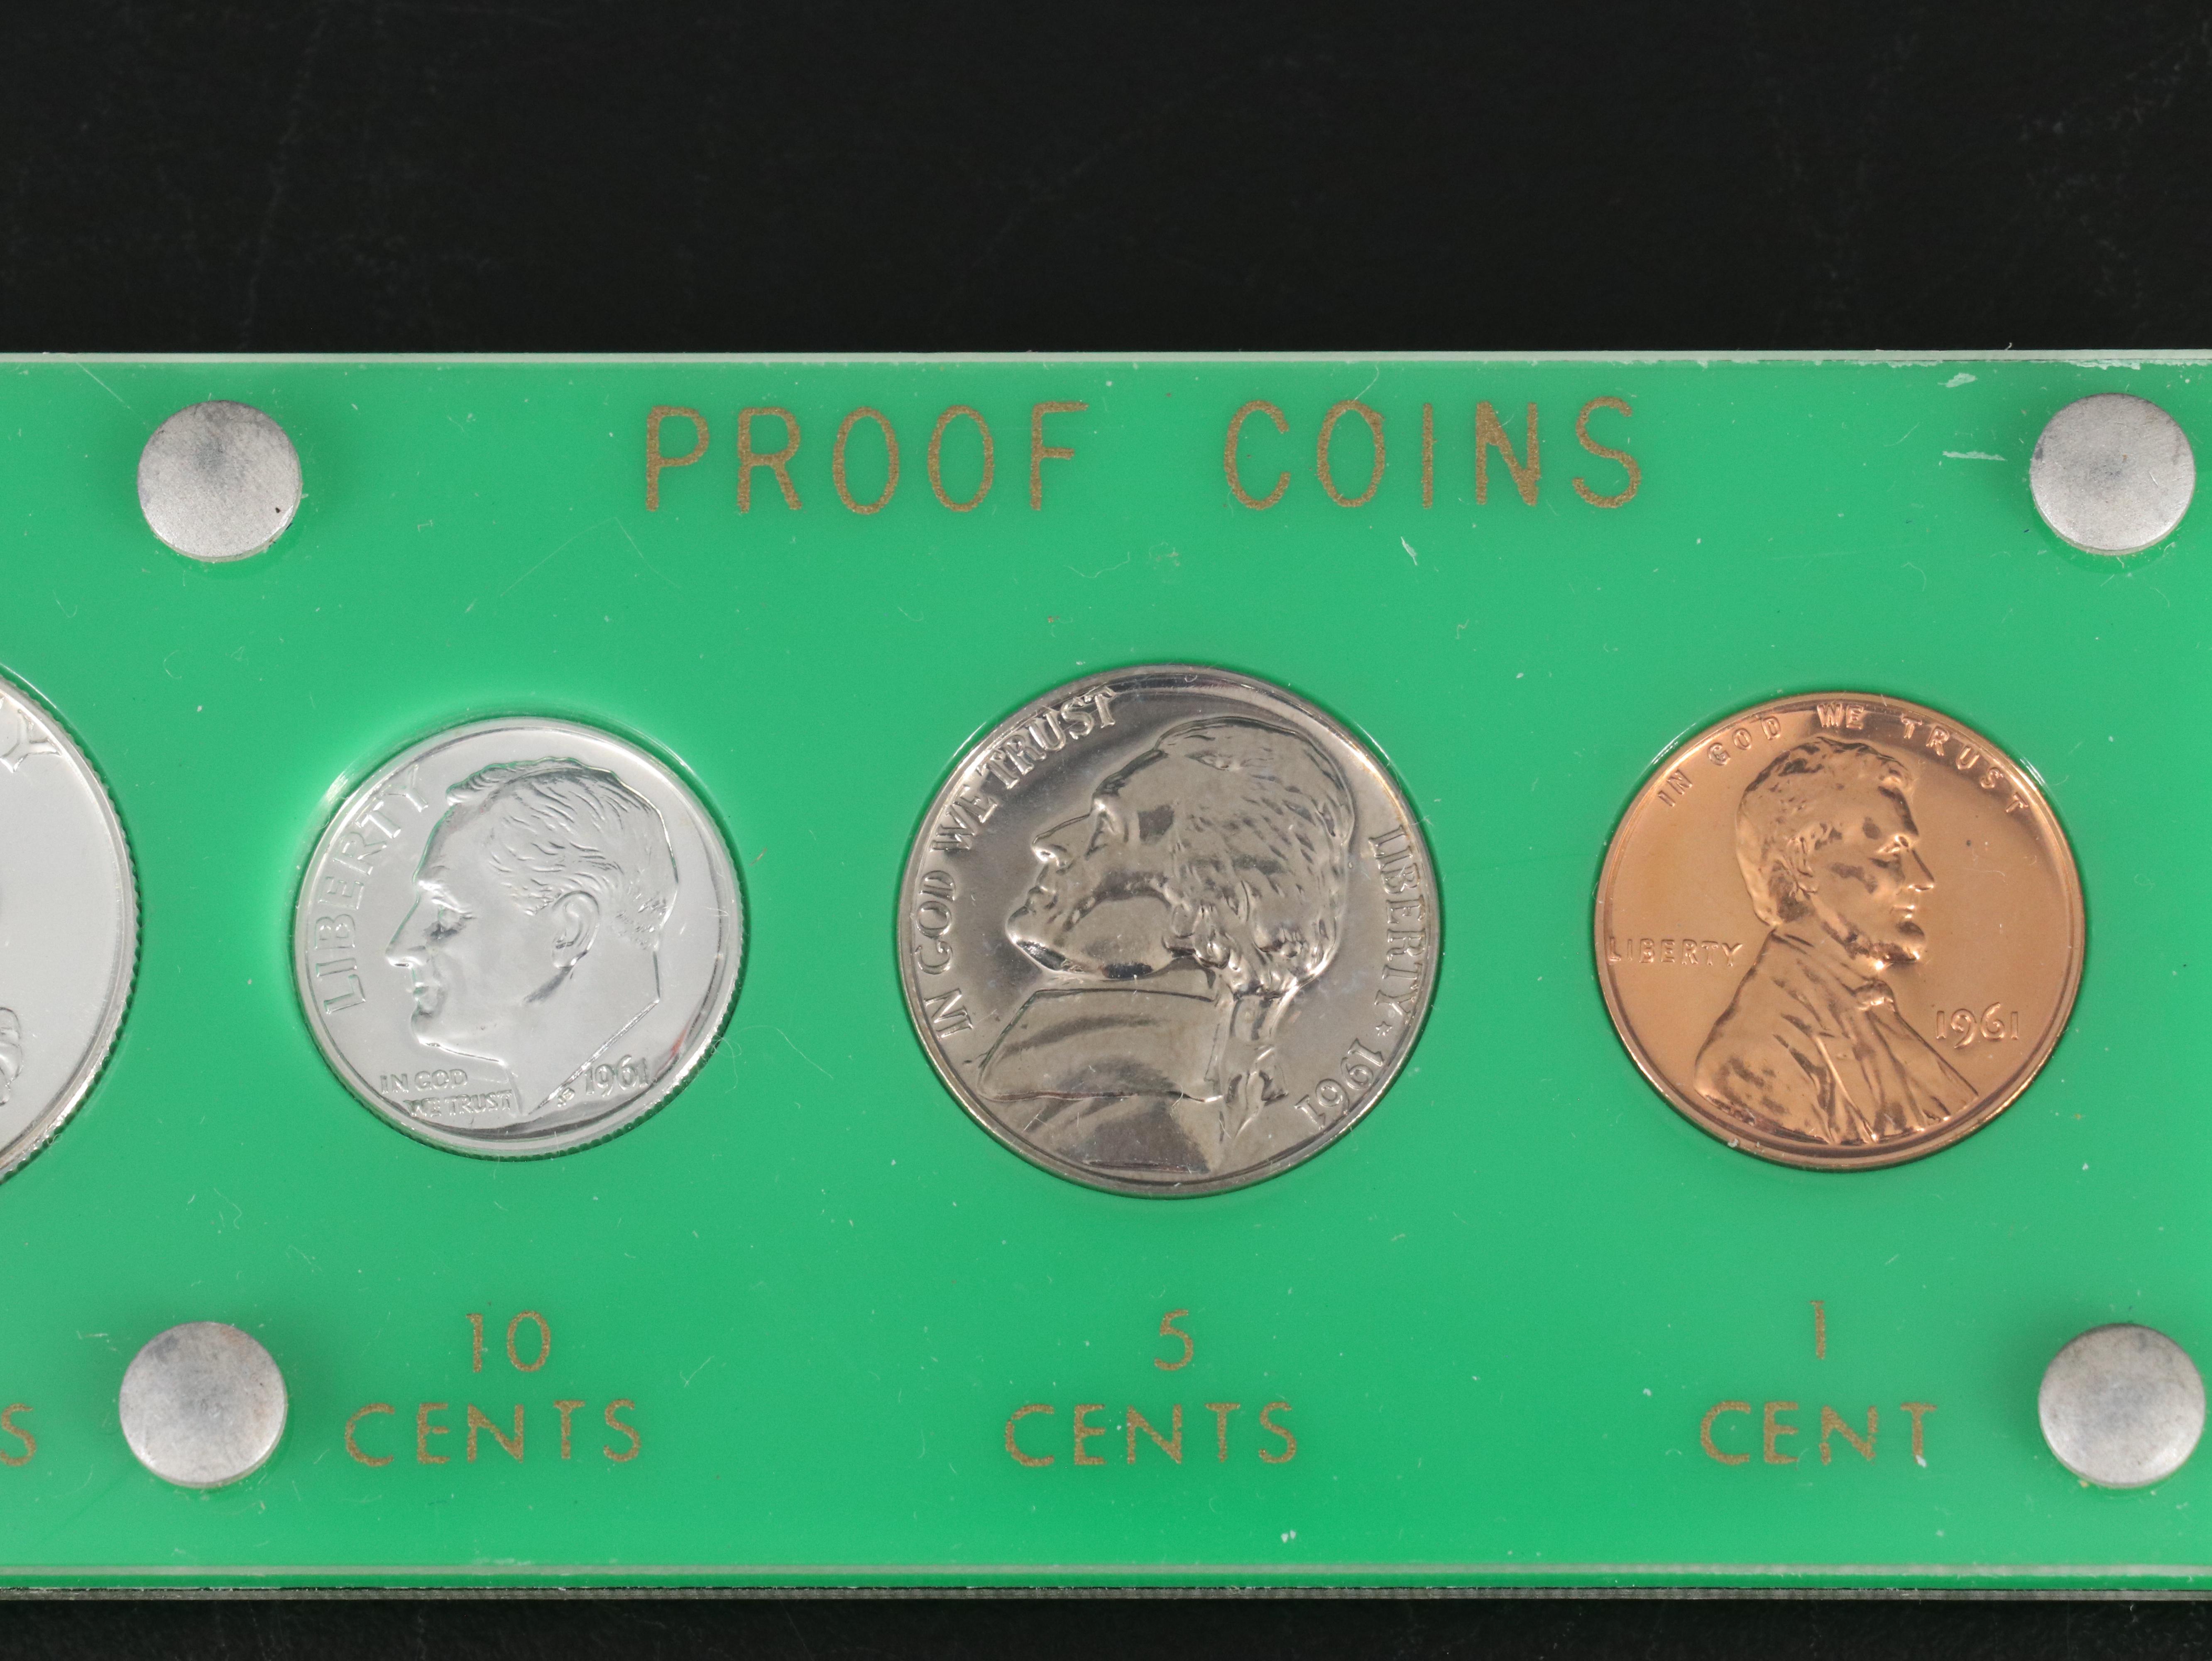 PROOF COINS
LIBERTY
IN GOD
WE TRUST
JS
1961
IN GOD WE TRUST
LIBERTY ★ 1961
IN GOD WE TRUST
LIBERTY
1961
10
CENTS
5
CENTS
1
CENT